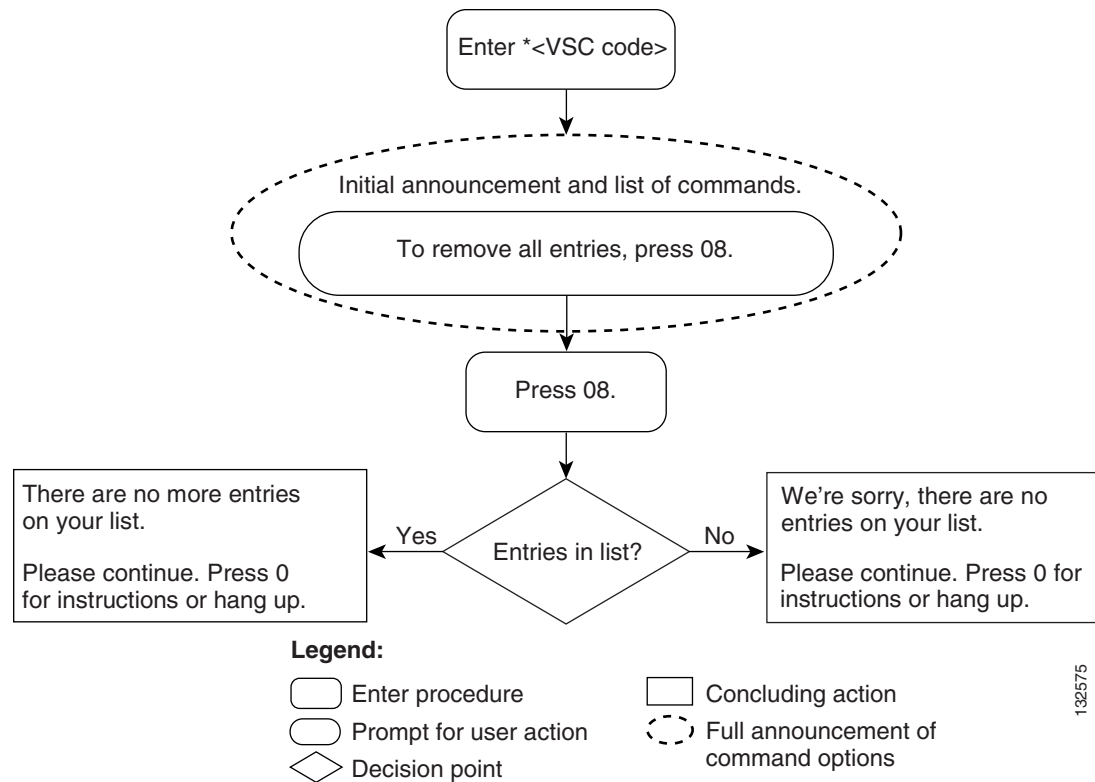 Enter *<VSC code>
Initial announcement and list of commands.
To remove all entries, press 08.
Press 08.
There are no more entries
on your list.
Please continue. Press 0
for instructions or hang up.
Yes
Entries in list?
No
We're sorry, there are no
entries on your list.
Please continue. Press 0 for
instructions or hang up.
Legend:
Enter procedure
Prompt for user action
Decision point
Concluding action
Full announcement of
command options
132575